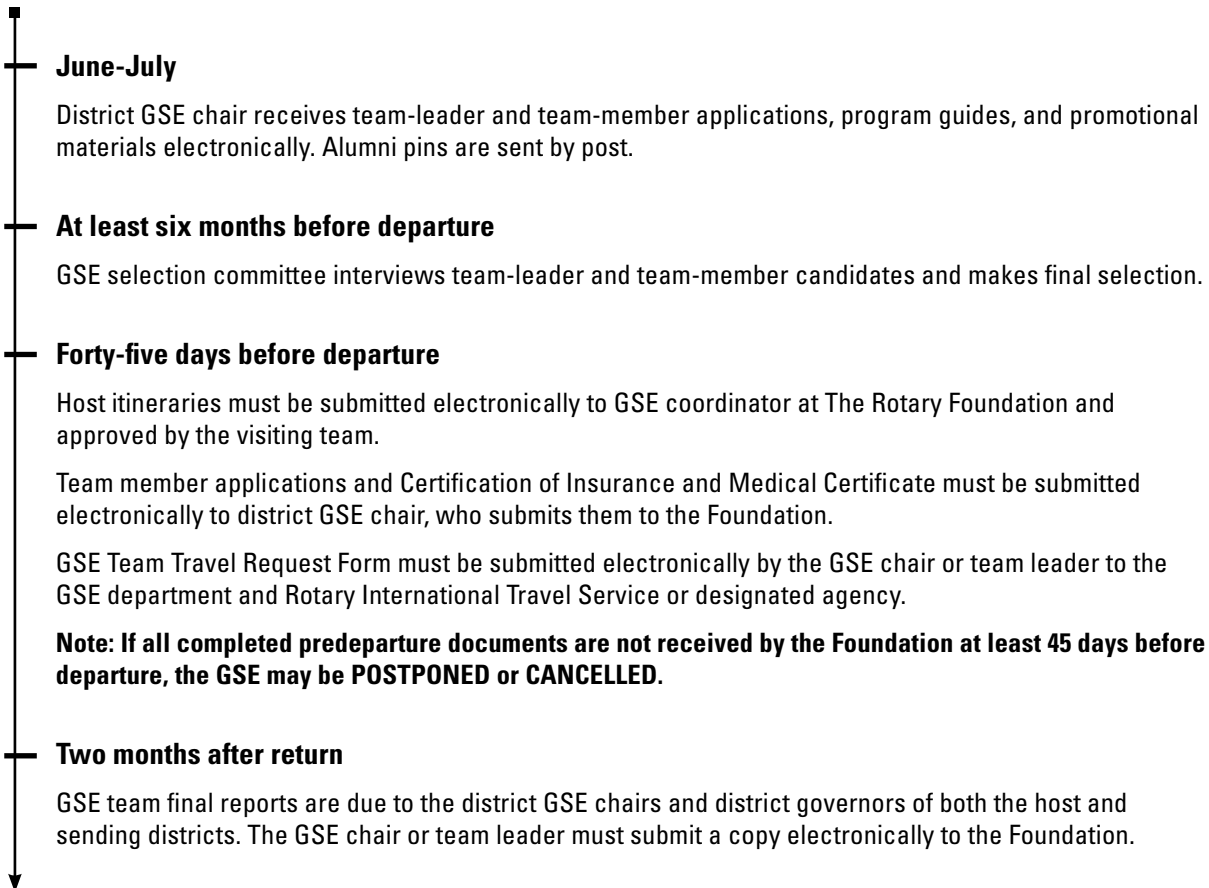 June-July
District GSE chair receives team-leader and team-member applications, program guides, and promotional
materials electronically. Alumni pins are sent by post.
At least six months before departure
GSE selection committee interviews team-leader and team-member candidates and makes final selection.
Forty-five days before departure
Host itineraries must be submitted electronically to GSE coordinator at The Rotary Foundation and
approved by the visiting team.
Team member applications and Certification of Insurance and Medical Certificate must be submitted
electronically to district GSE chair, who submits them to the Foundation.
GSE Team Travel Request Form must be submitted electronically by the GSE chair or team leader to the
GSE department and Rotary International Travel Service or designated agency.
Note: If all completed predeparture documents are not received by the Foundation at least 45 days before
departure, the GSE may be POSTPONED or CANCELLED.
Two months after return
GSE team final reports are due to the district GSE chairs and district governors of both the host and
sending districts. The GSE chair or team leader must submit a copy electronically to the Foundation.